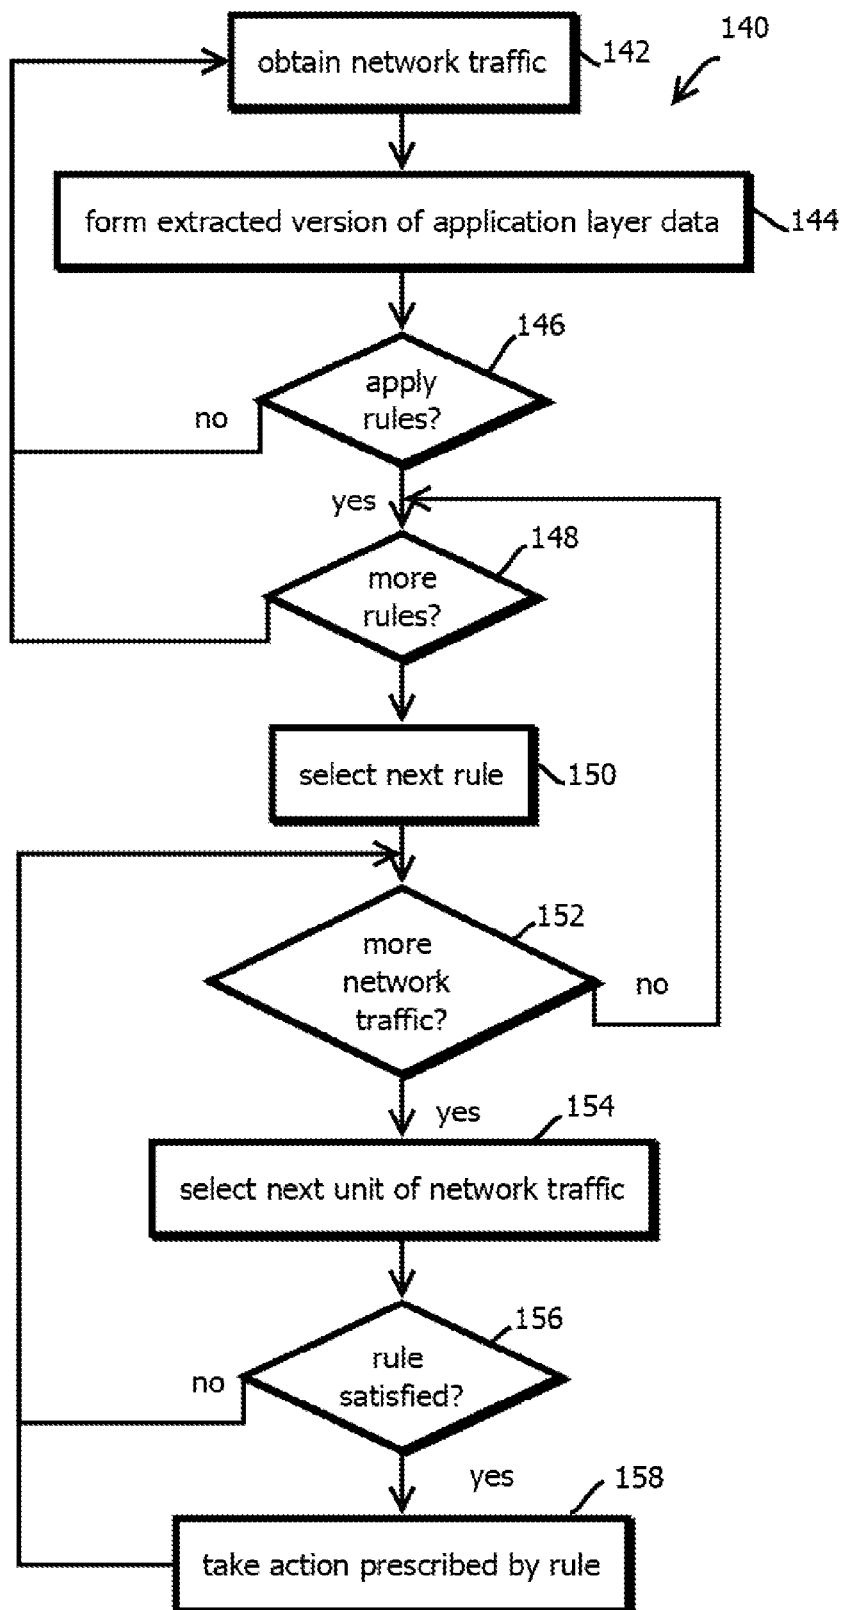 140
obtain network traffic
142
form extracted version of application layer data
144
146
apply
rules?
no
yes
148
more
rules?
select next rule
150
152
more
network
traffic?
no
yes
154
select next unit of network traffic
156
rule
satisfied?
no
yes
158
take action prescribed by rule